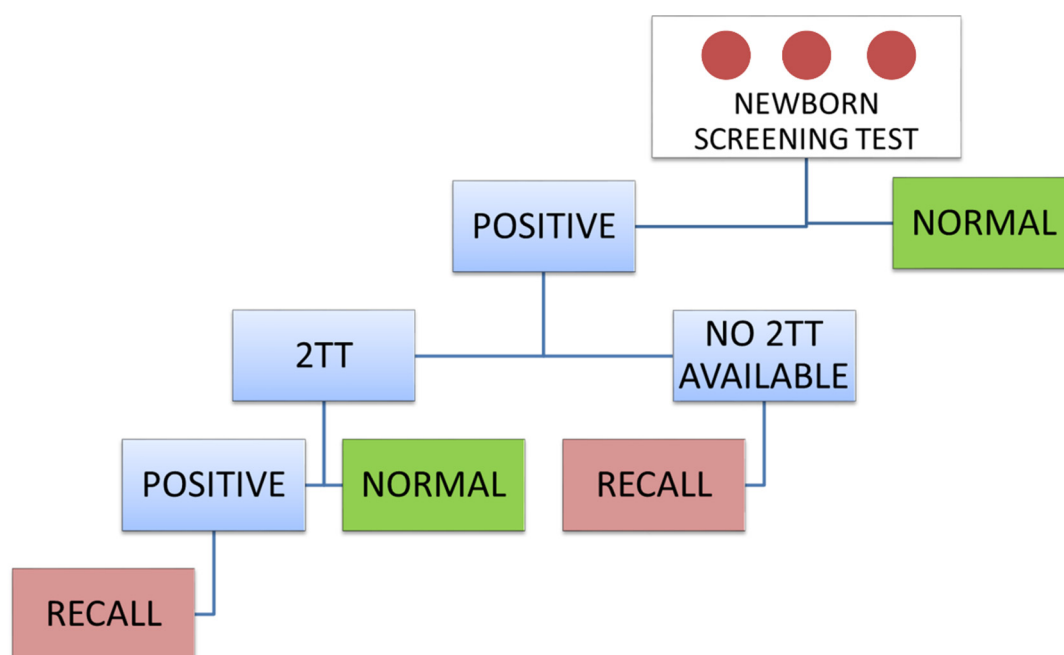 NEWBORN
SCREENING TEST
POSITIVE
NORMAL
2TT
NO 2TT
AVAILABLE
POSITIVE
NORMAL
RECALL
RECALL